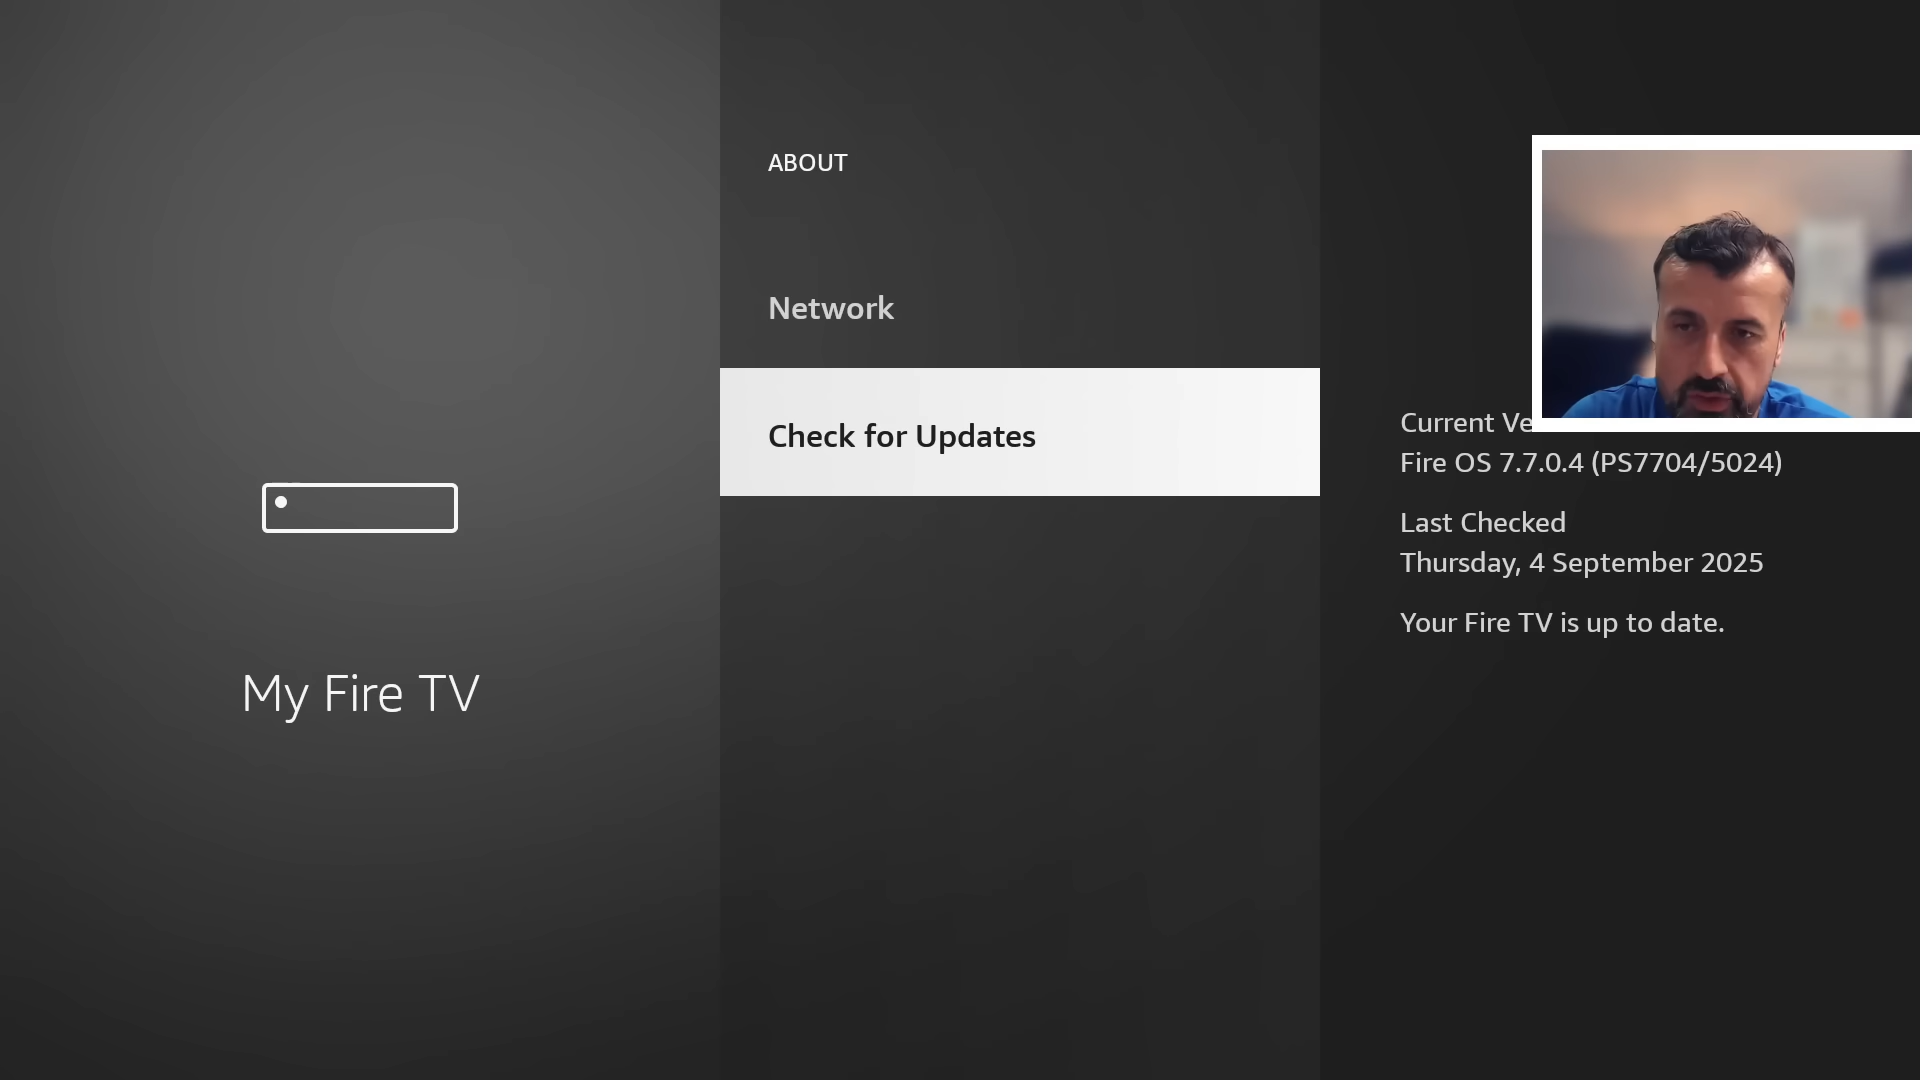 ABOUT
Network
Check for Updates
My Fire TV
Current
Fire OS 7.7.0.4 (PS7704/5024)
Last Checked
Thursday, 4 September 2025
Your Fire TV is up to date.